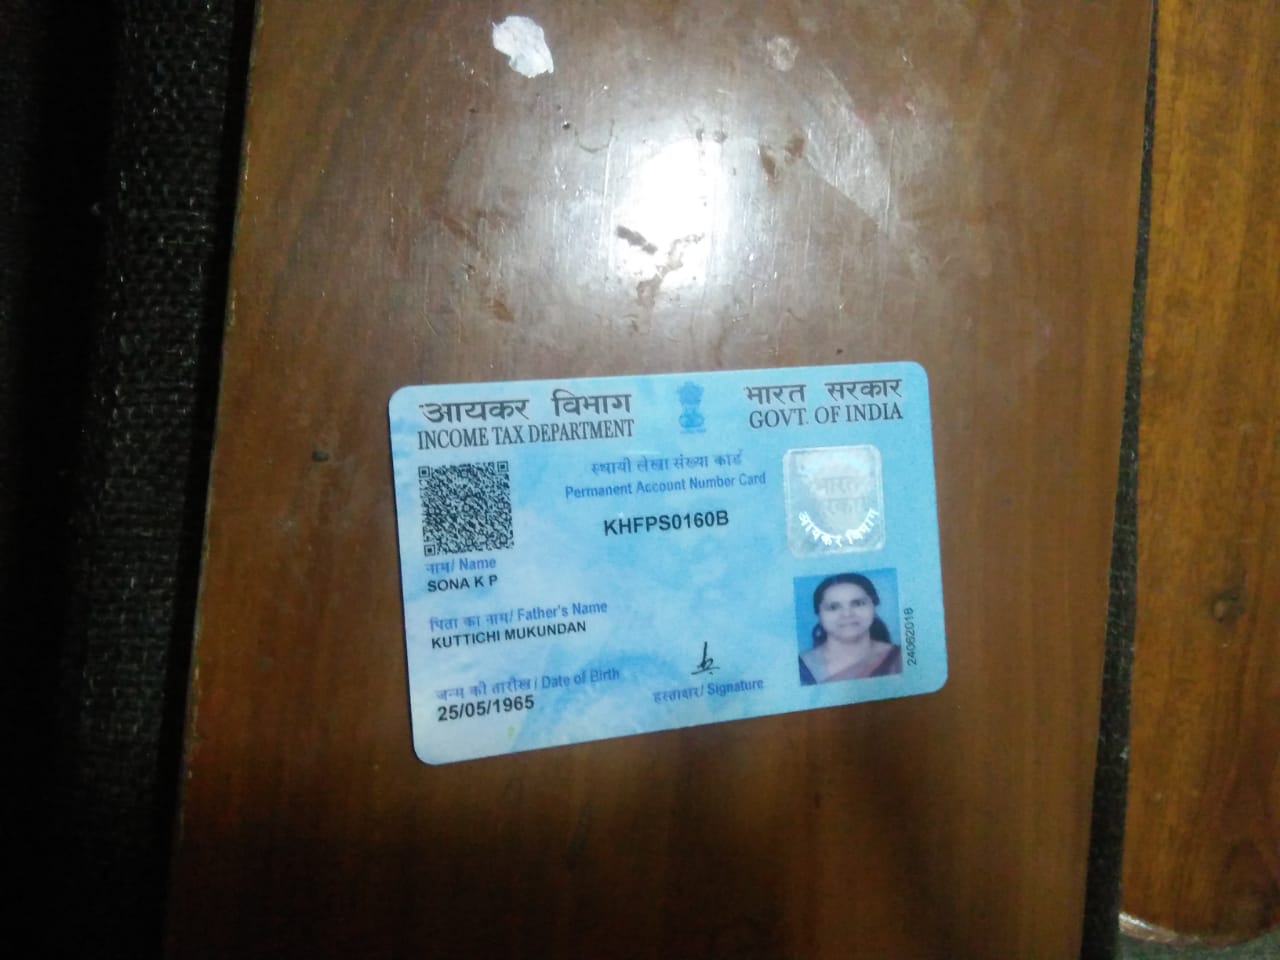 आयकर विभाग
INCOME TAX DEPARTMENT
भारत सरकार
GOVT. OF INDIA
स्थायी लेखा संख्या कार्ड
Permanent Account Number Card
KHFPS0160B
भारत
सरकार
आयकर विभाग
नाम/ Name
SONA K P
पिता का नाम/ Father's Name
KUTTICHI MUKUNDAN
जन्म की तारीख / Date of Birth
25/05/1965
हस्ताक्षर/ Signature
24062018